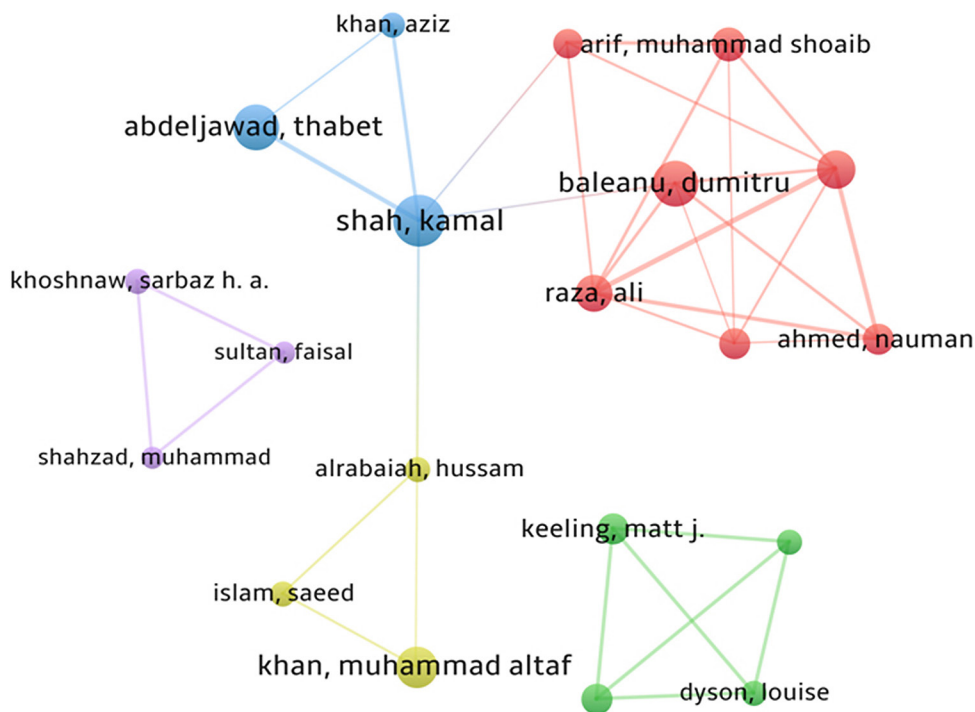 khan, aziz
arif, muhammad shoaib
abdeljawad, thabet
baleanu, dumitru
shah, kamal
khoshnaw, sarbaz h. a.
raza, ali
ahmed, nauman
sultan, faisal
shahzad, muhammad
alrabaiah, hussam
keeling, matt j.
islam, saeed
khan, muhammad altaf
dyson, louise